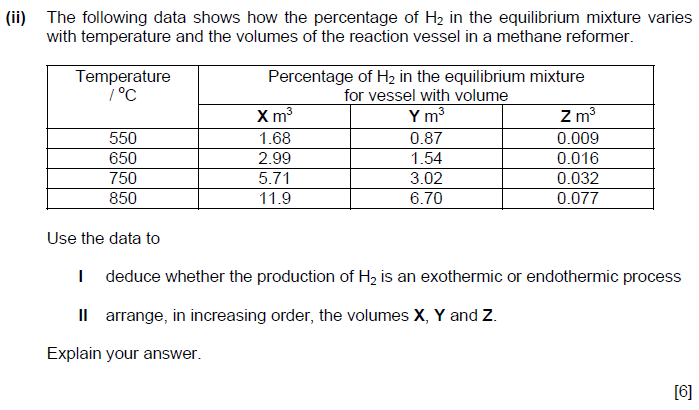 (ii) The following data shows how the percentage of H₂ in the equilibrium mixture varies
with temperature and the volumes of the reaction vessel in a methane reformer.
Temperature Percentage of H₂ in the equilibrium mixture
/ °C for vessel with volume
X m³ Y m³ Z m³
550 1.68 0.87 0.009
650 2.99 1.54 0.016
750 5.71 3.02 0.032
850 11.9 6.70 0.077
Use the data to
I deduce whether the production of H₂ is an exothermic or endothermic process
II arrange, in increasing order, the volumes X, Y and Z.
Explain your answer.
[6]